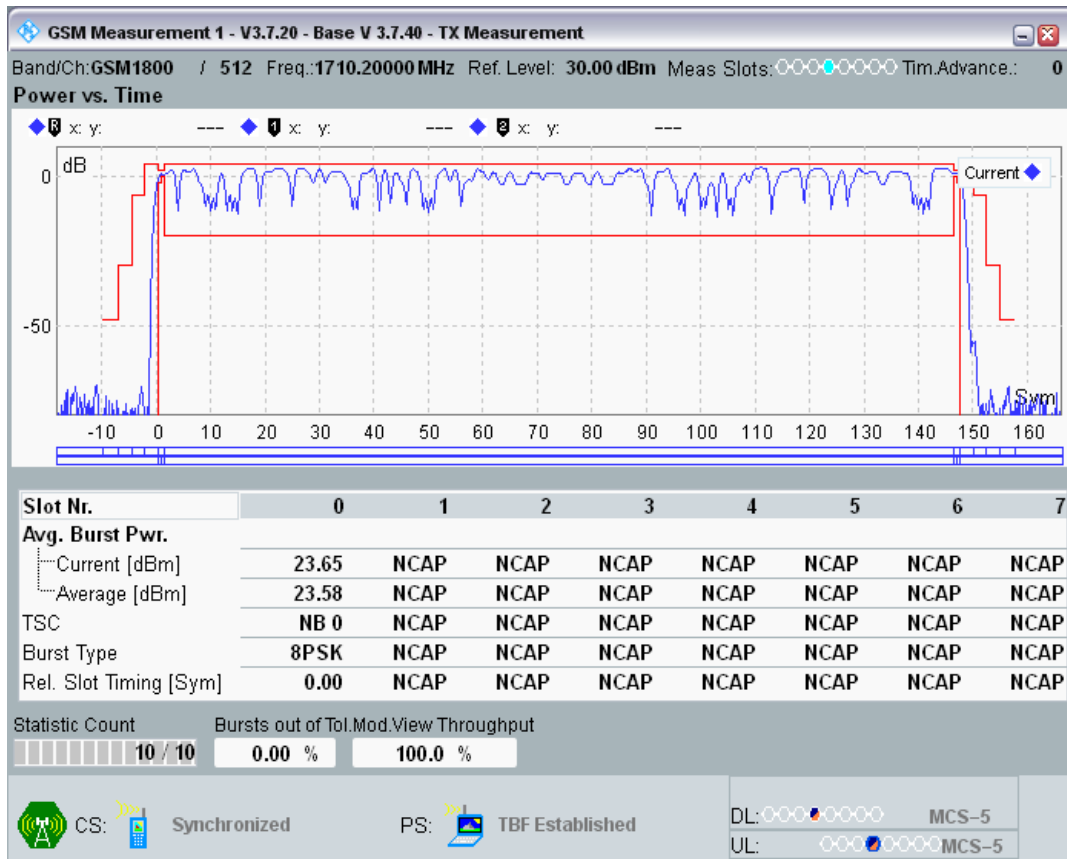 GSM Measurement 1 - V3.7.20 - Base V 3.7.40 - TX Measurement
Band/Ch:GSM1800 / 512 Freq.:1710.20000 MHz Ref. Level: 30.00 dBm Meas Slots: Tim.Advance.: 0
Power vs. Time
R x: y: --- 1 x: y: --- 2 x: y: ---
dB
Current
0
-50
Sym
-10 0 10 20 30 40 50 60 70 80 90 100 110 120 130 140 150 160
Slot Nr. 0 1 2 3 4 5 6 7
Avg. Burst Pwr.
Current [dBm] 23.65 NCAP NCAP NCAP NCAP NCAP NCAP NCAP
Average [dBm] 23.58 NCAP NCAP NCAP NCAP NCAP NCAP NCAP
TSC NB 0 NCAP NCAP NCAP NCAP NCAP NCAP NCAP
Burst Type 8PSK NCAP NCAP NCAP NCAP NCAP NCAP NCAP
Rel. Slot Timing [Sym] 0.00 NCAP NCAP NCAP NCAP NCAP NCAP NCAP
Statistic Count Bursts out of Tol.Mod.View Throughput
10 / 10 0.00 % 100.0 %
CS: Synchronized PS: TBF Established
DL: MCS-5
UL: MCS-5